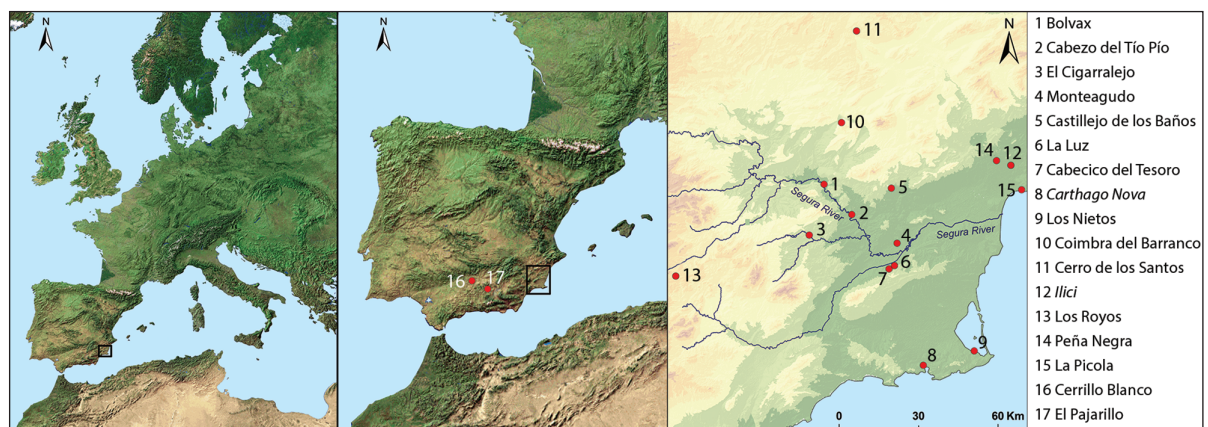 N
N
N
16
17
11
10
14
12
15
1
5
Segura River
2
3
4
Segura River
6
7
13
9
8
0 30 60 Km
1 Bolvax
2 Cabezo del Tío Pío
3 El Cigarralejo
4 Monteagudo
5 Castillejo de los Baños
6 La Luz
7 Cabecico del Tesoro
8 Carthago Nova
9 Los Nietos
10 Coimbra del Barranco
11 Cerro de los Santos
12 Ilici
13 Los Royos
14 Peña Negra
15 La Picola
16 Cerrillo Blanco
17 El Pajarillo